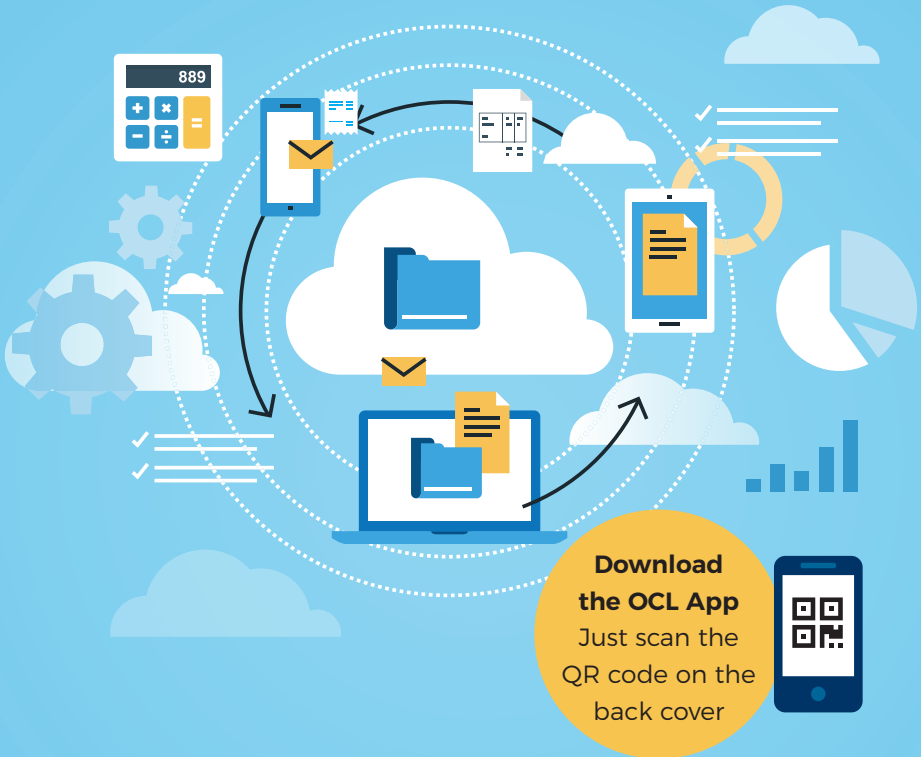 889
Download
the OCL App
Just scan the
QR code on the
back cover